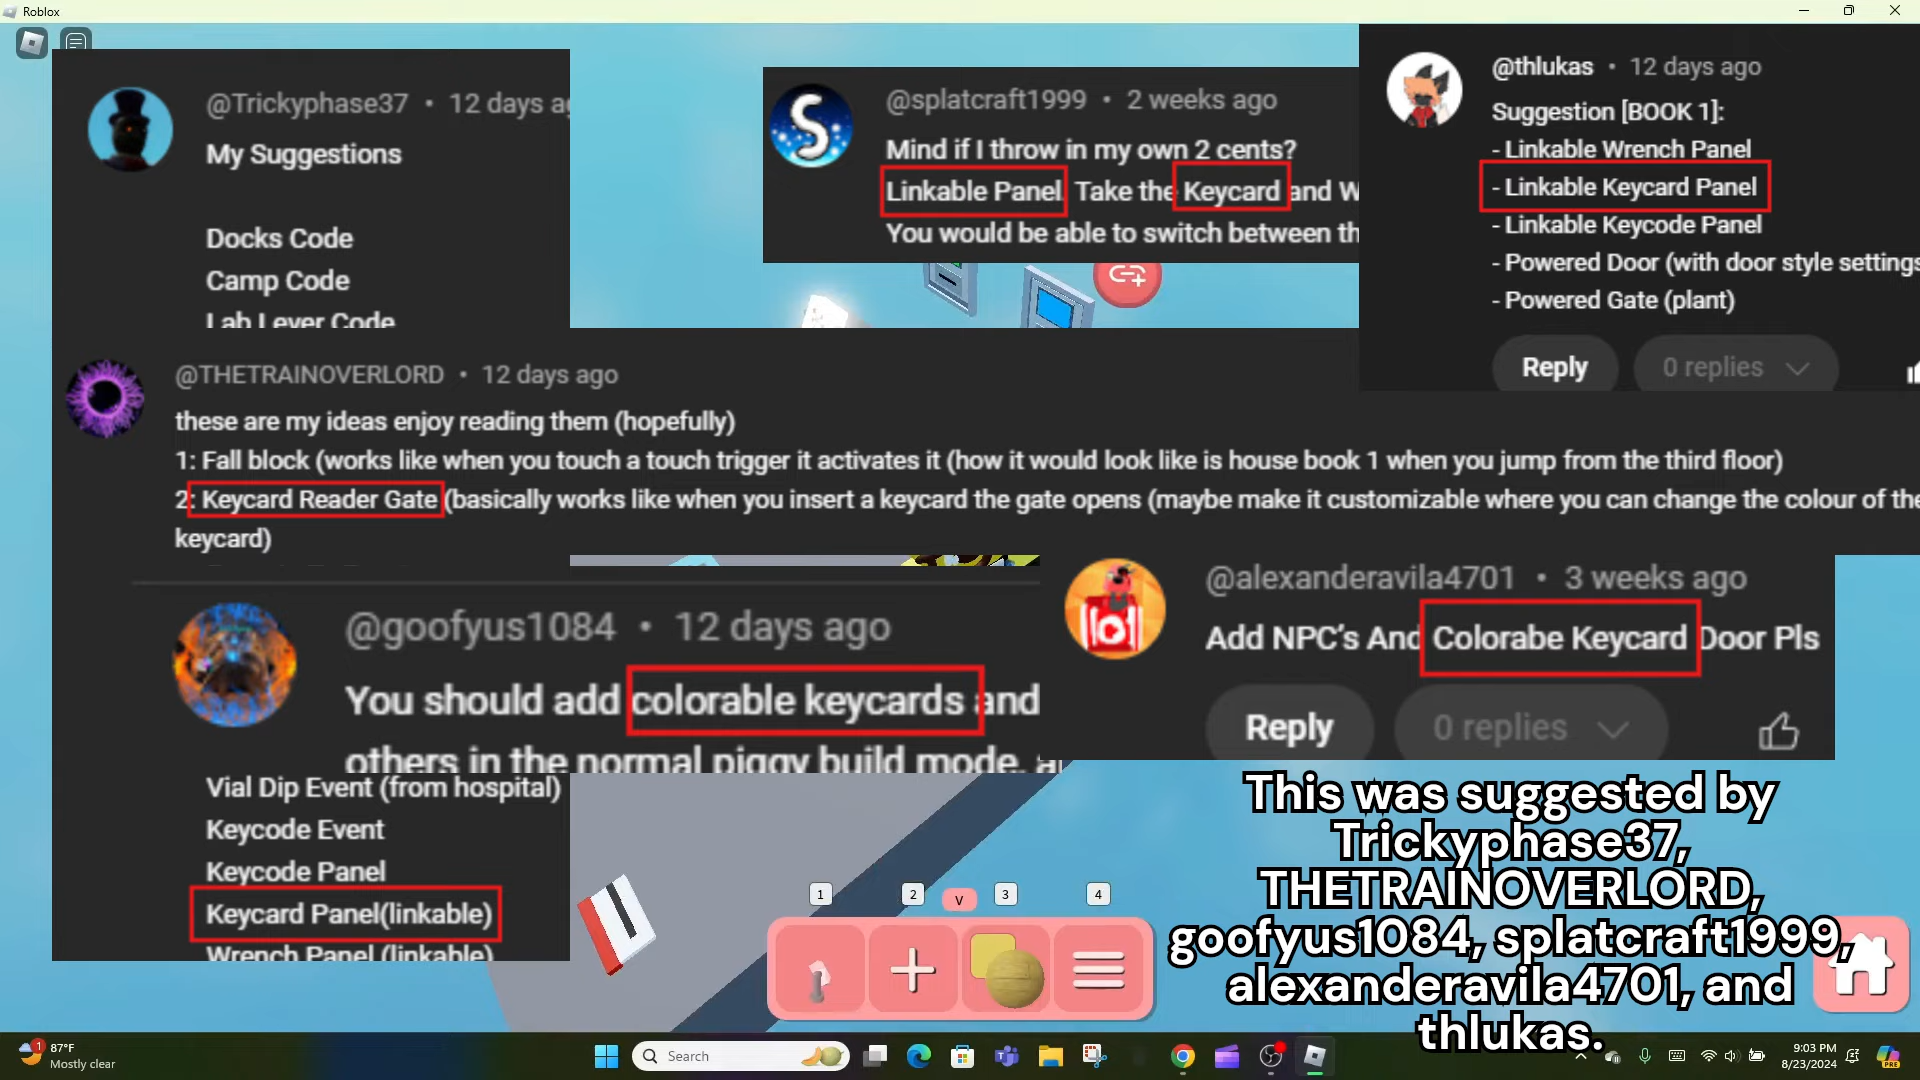 Roblox
@Trickyphase37 • 12 days
My Suggestions
Docks Code
Camp Code
Lab Lever Code
@splatcraft1999 • 2 weeks ago
Mind if I throw in my own 2 cents?
Linkable Panel. Take the Keycard and W
You would be able to switch between th
@thlukas • 12 days ago
Suggestion [BOOK 1]:
- Linkable Wrench Panel
- Linkable Keycard Panel
- Linkable Keycode Panel
- Powered Door (with door style settings
- Powered Gate (plant)
Reply
0 replies
@THETRAINOVERLORD • 12 days ago
these are my ideas enjoy reading them (hopefully)
1: Fall block (works like when you touch a touch trigger it activates it (how it would look like is house book 1 when you jump from the third floor)
2: Keycard Reader Gate (basically works like when you insert a keycard the gate opens (maybe make it customizable where you can change the colour of the
keycard)
@goofyus1084 • 12 days ago
You should add colorable keycards and
others in the normal piggy build mode,
@alexanderavila4701 • 3 weeks ago
Add NPC's And Colorabe Keycard Door Pls
Reply
0 replies
Vial Dip Event (from hospital)
Keycode Event
Keycode Panel
Keycard Panel(linkable)
Wrench Panel (linkable)
This was suggested by
Trickyphase37,
THETRAINOVERLORD,
goofyus1084, splatcraft1999,
alexanderavila4701, and
thlukas.
1
2
V
3
4
1
87°F
Mostly clear
Search
9:03 PM
8/23/2024
PRE